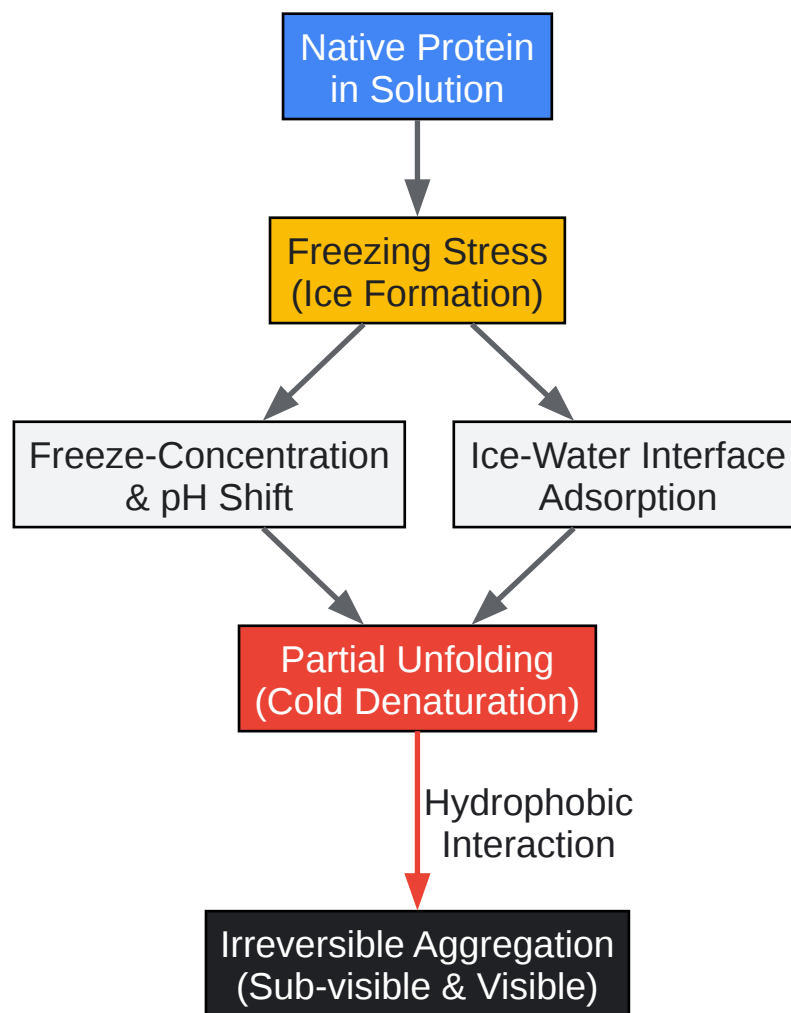 Native Protein
in Solution
Freezing Stress
(Ice Formation)
Freeze-Concentration
& pH Shift
Ice-Water Interface
Adsorption
Partial Unfolding
(Cold Denaturation)
Hydrophobic
Interaction
Irreversible Aggregation
(Sub-visible & Visible)